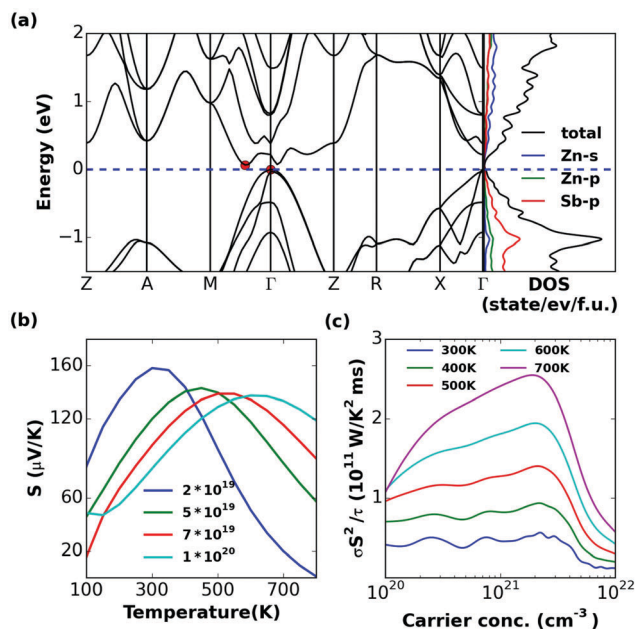 (a)
2
1
0
−1
Energy (eV)
Z A M Γ Z R X Γ
total
Zn-s
Zn-p
Sb-p
DOS
(state/ev/f.u.)
(b)
160
120
60
20
S (μV/K)
2*10^19
5*10^19
7*10^19
1*10^20
100 300 500 700
Temperature(K)
(c)
3
2
1
0
σS²/τ (10^11 W/K² ms)
300K
400K
500K
600K
700K
10^20 10^21 10^22
Carrier conc. (cm^-3)